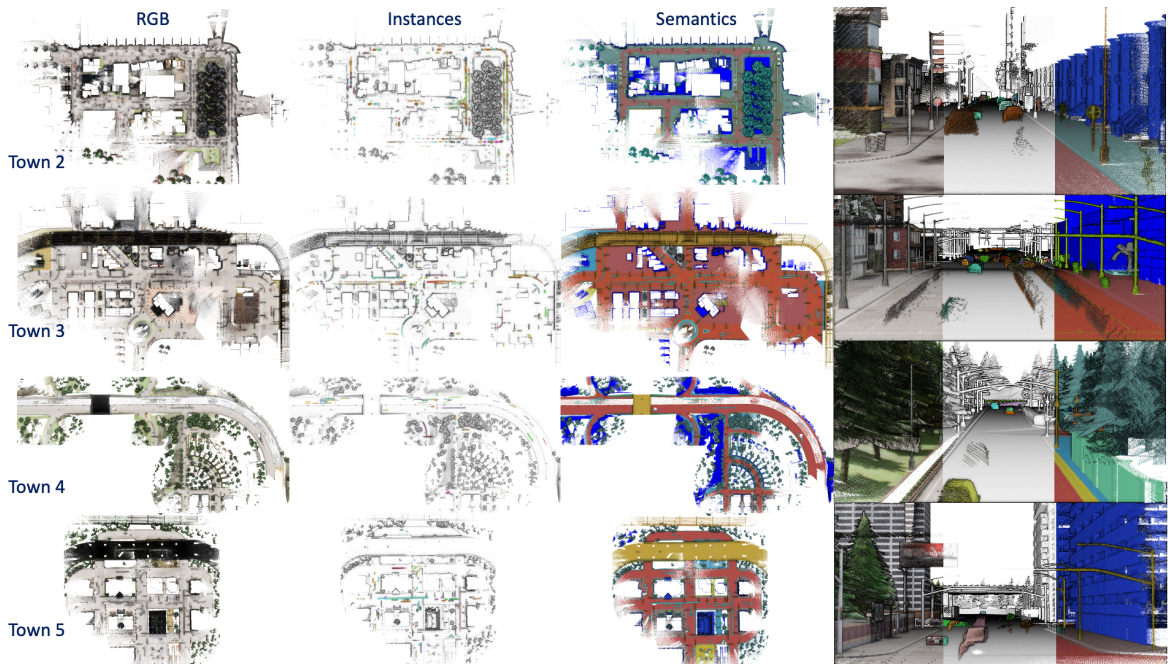 RGB
Instances
Semantics
Town 2
Town 3
Town 4
Town 5